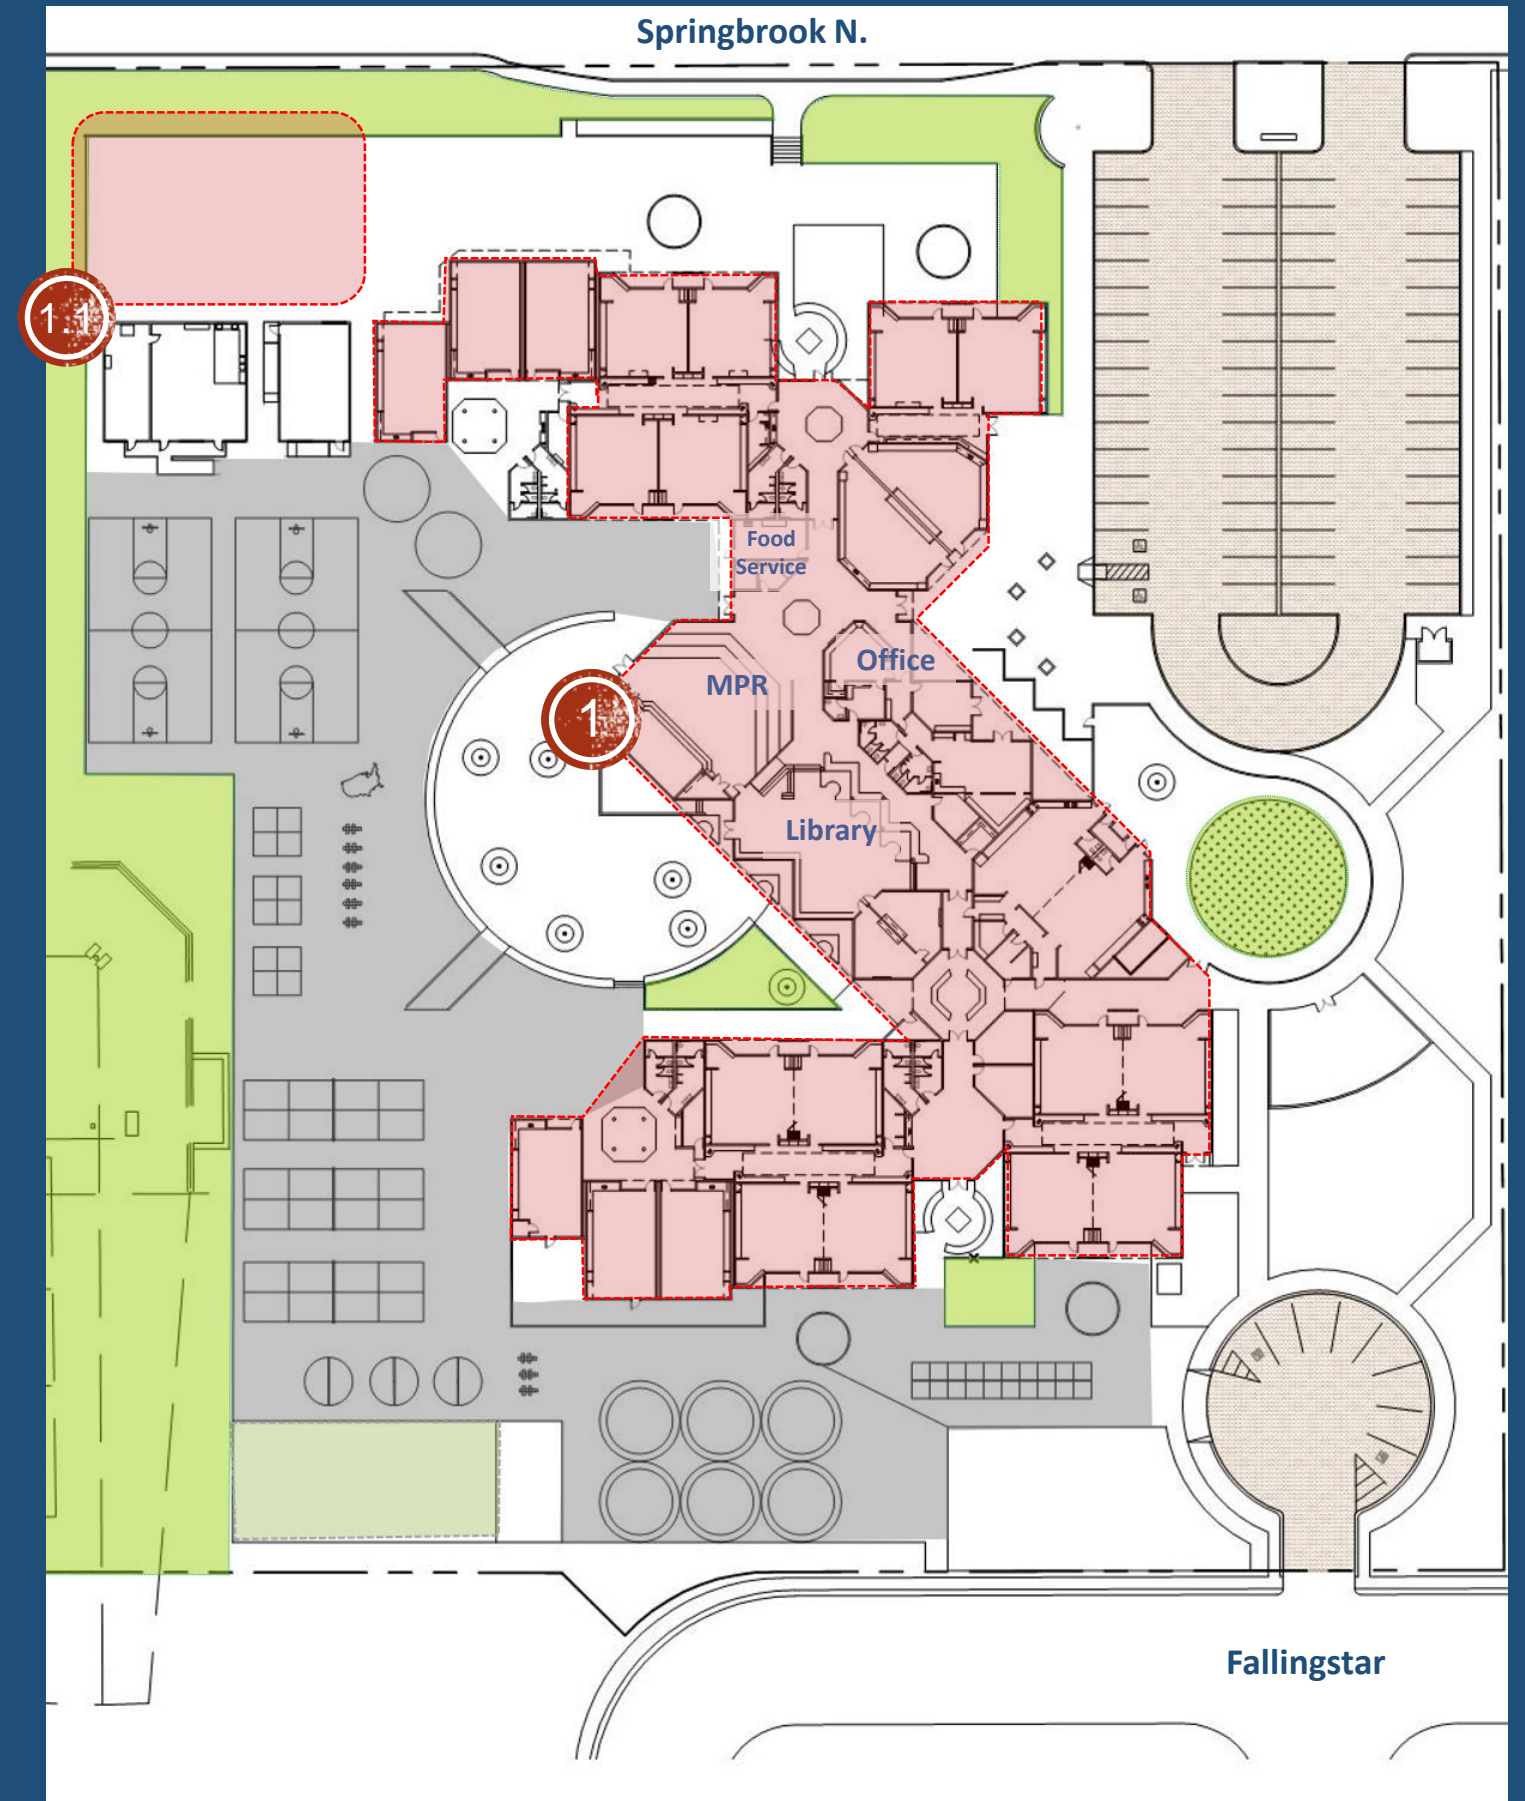 Springbrook N.
1.1
Food
Service
Office
MPR
1
Library
Fallingstar